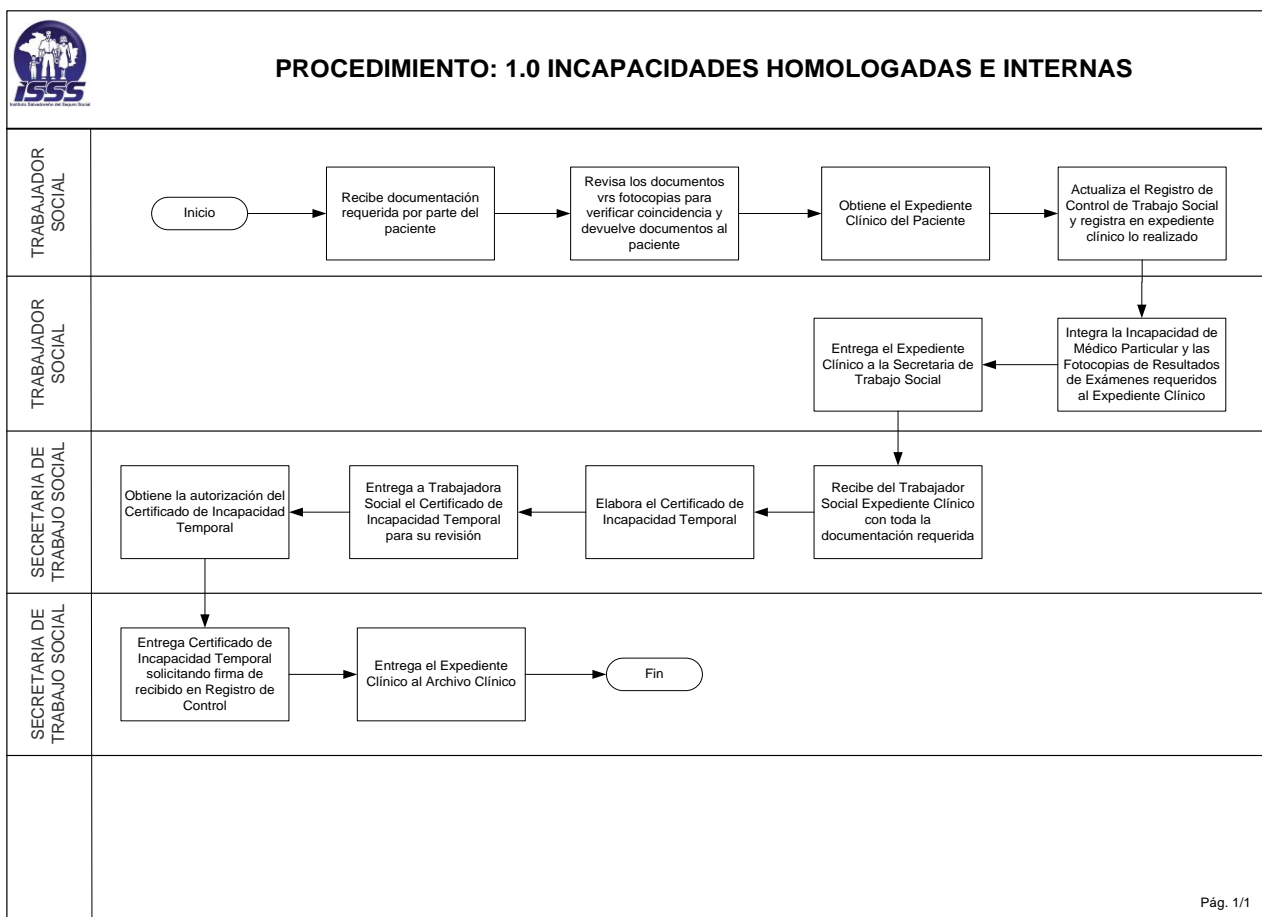 ISSS
Instituto Salvadoreño del Seguro Social
PROCEDIMIENTO: 1.0 INCAPACIDADES HOMOLOGADAS E INTERNAS
TRABAJADOR
SOCIAL
Inicio
Recibe documentación
requerida por parte del
paciente
Revisa los documentos
vrs fotocopias para
verificar coincidencia y
devuelve documentos al
paciente
Obtiene el Expediente
Clínico del Paciente
Actualiza el Registro de
Control de Trabajo Social
y registra en expediente
clínico lo realizado
TRABAJADOR
SOCIAL
Integra la Incapacidad de
Médico Particular y las
Fotocopias de Resultados
de Exámenes requeridos
al Expediente Clínico
Entrega el Expediente
Clínico a la Secretaria de
Trabajo Social
SECRETARIA DE
TRABAJO SOCIAL
Recibe del Trabajador
Social Expediente Clínico
con toda la
documentación requerida
Elabora el Certificado de
Incapacidad Temporal
Entrega a Trabajadora
Social el Certificado de
Incapacidad Temporal
para su revisión
Obtiene la autorización del
Certificado de Incapacidad
Temporal
SECRETARIA DE
TRABAJO SOCIAL
Entrega Certificado de
Incapacidad Temporal
solicitando firma de
recibido en Registro de
Control
Entrega el Expediente
Clínico al Archivo Clínico
Fin
Pág. 1/1